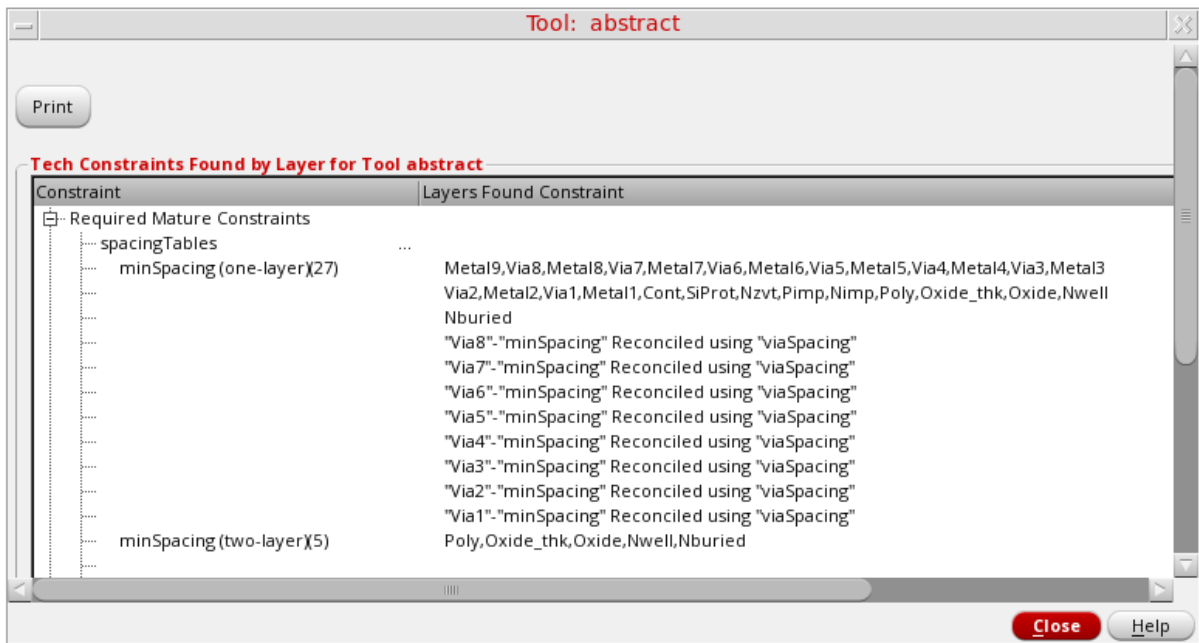 Tool: abstract
Print
Tech Constraints Found by Layer for Tool abstract
Constraint Layers Found Constraint
Required Mature Constraints
spacingTables ...
minSpacing (one-layer)(27) Metal9,Via8,Metal8,Via7,Metal7,Via6,Metal6,Via5,Metal5,Via4,Metal4,Via3,Metal3
Via2,Metal2,Via1,Metal1,Cont,SiProt,Nzvt,Pimp,Nimp,Poly,Oxide_thk,Oxide,Nwell
Nburied
"Via8"-"minSpacing" Reconciled using "viaSpacing"
"Via7"-"minSpacing" Reconciled using "viaSpacing"
"Via6"-"minSpacing" Reconciled using "viaSpacing"
"Via5"-"minSpacing" Reconciled using "viaSpacing"
"Via4"-"minSpacing" Reconciled using "viaSpacing"
"Via3"-"minSpacing" Reconciled using "viaSpacing"
"Via2"-"minSpacing" Reconciled using "viaSpacing"
"Via1"-"minSpacing" Reconciled using "viaSpacing"
minSpacing (two-layer)(5) Poly,Oxide_thk,Oxide,Nwell,Nburied
Close Help